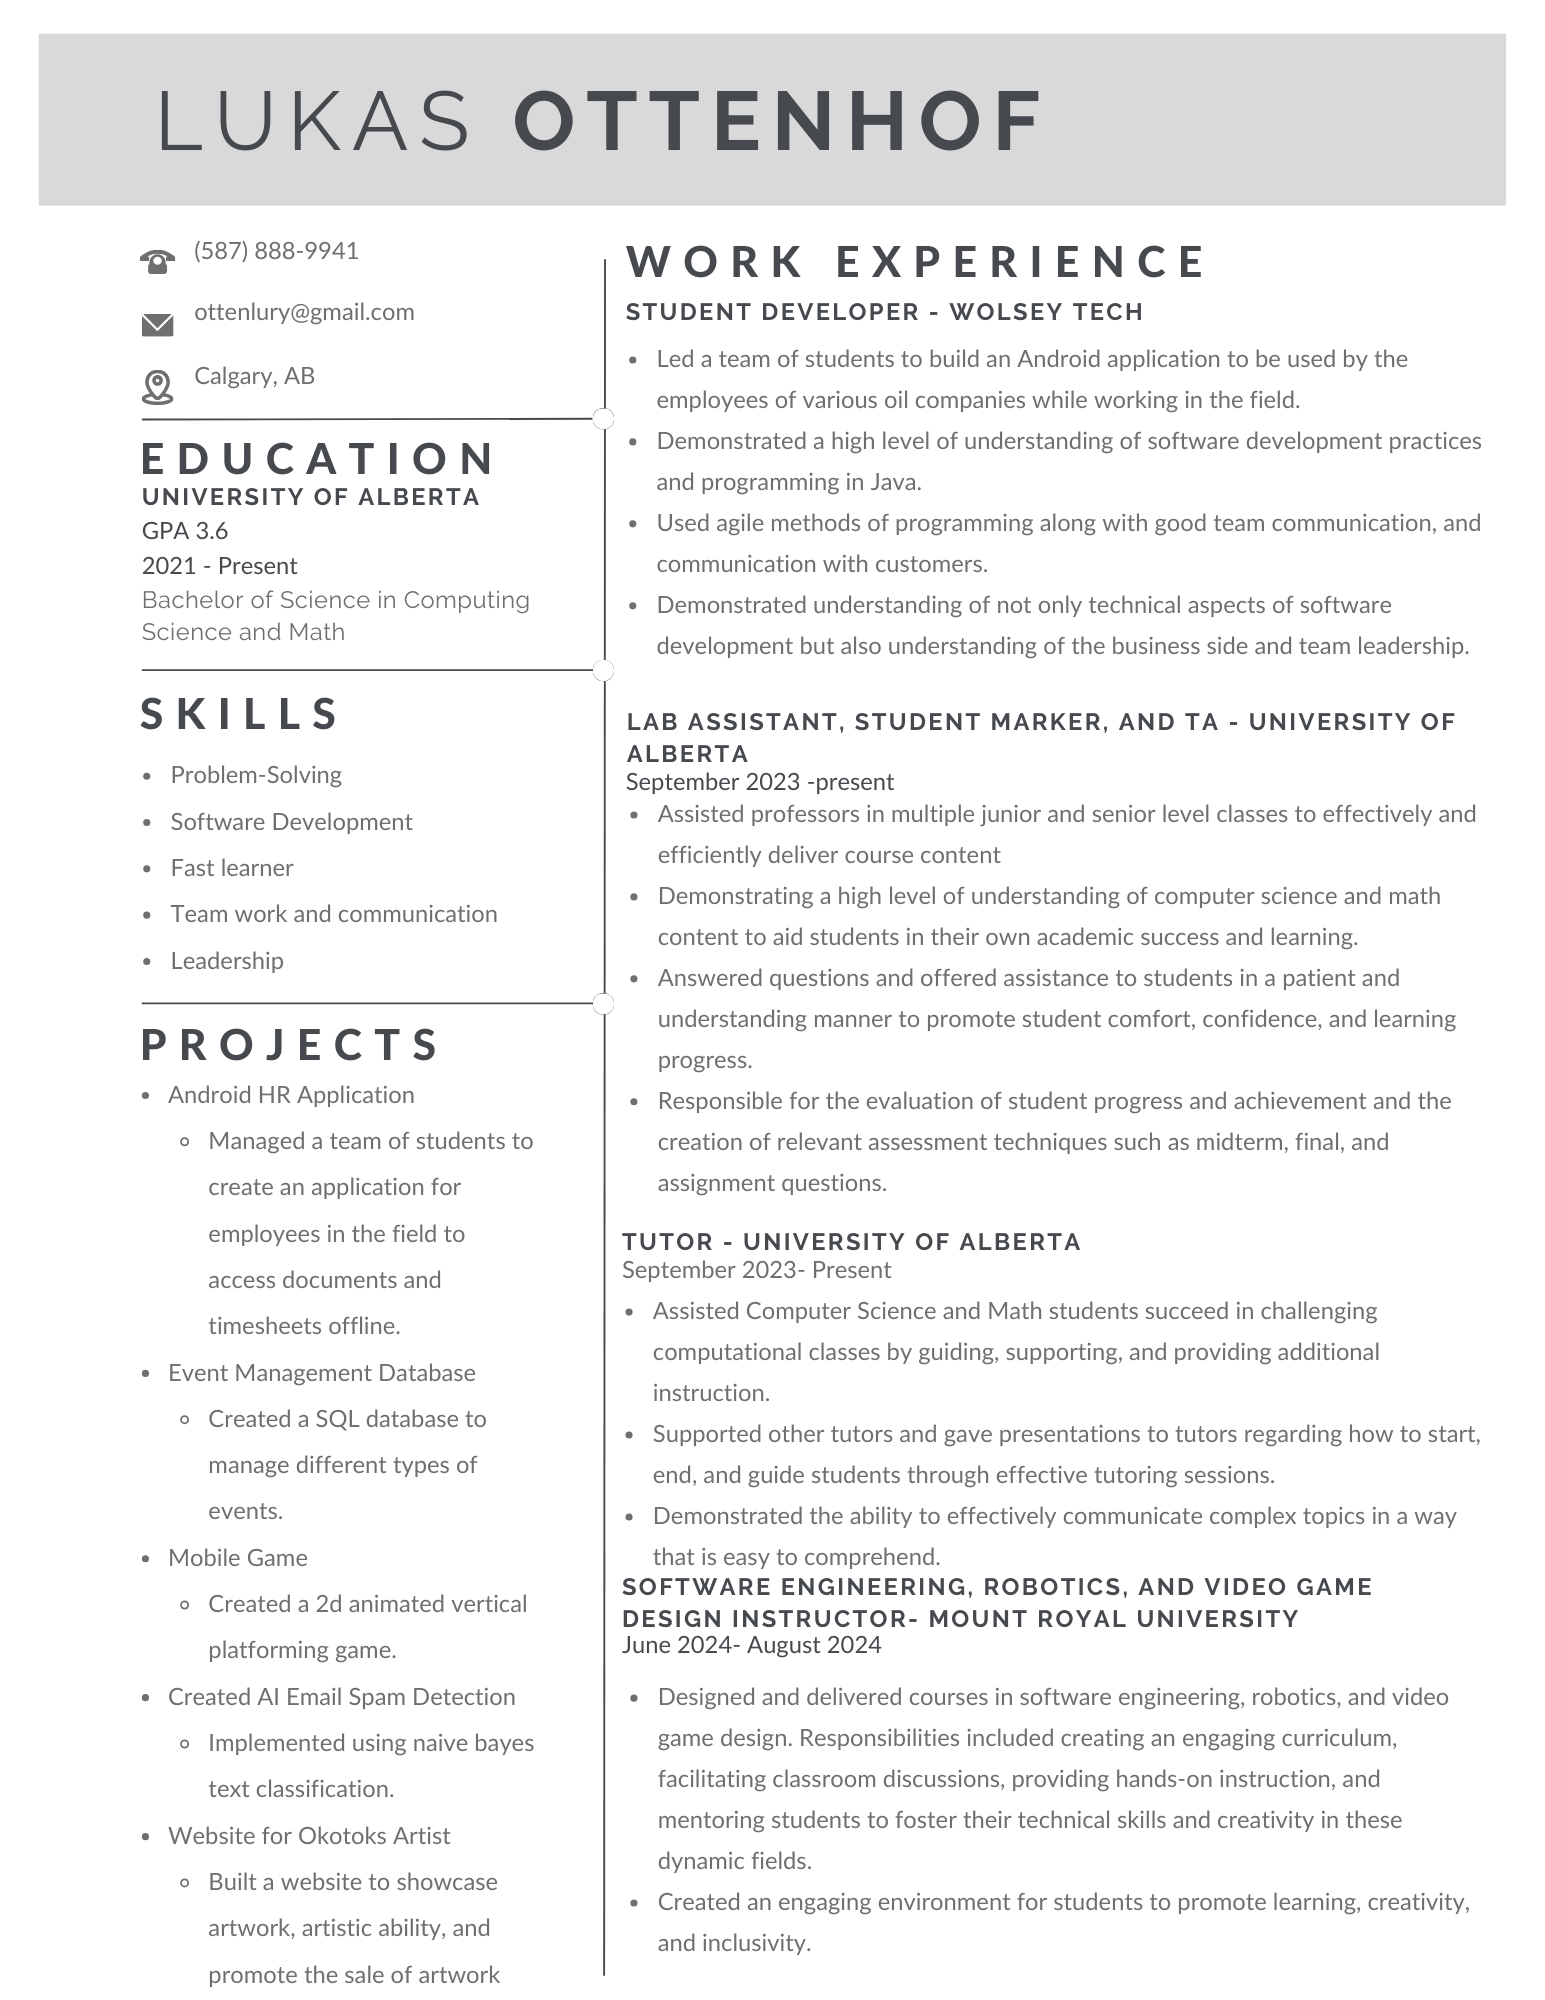 LUKAS OTTENHOF
(587) 888-9941
ottenlury@gmail.com
Calgary, AB
EDUCATION
UNIVERSITY OF ALBERTA
GPA 3.6
2021 - Present
Bachelor of Science in Computing
Science and Math
SKILLS
• Problem-Solving
• Software Development
• Fast learner
• Team work and communication
• Leadership
PROJECTS
• Android HR Application
◦ Managed a team of students to
create an application for
employees in the field to
access documents and
timesheets offline.
• Event Management Database
◦ Created a SQL database to
manage different types of
events.
• Mobile Game
◦ Created a 2d animated vertical
platforming game.
• Created AI Email Spam Detection
◦ Implemented using naive bayes
text classification.
• Website for Okotoks Artist
◦ Built a website to showcase
artwork, artistic ability, and
promote the sale of artwork
WORK EXPERIENCE
STUDENT DEVELOPER - WOLSEY TECH
• Led a team of students to build an Android application to be used by the
employees of various oil companies while working in the field.
• Demonstrated a high level of understanding of software development practices
and programming in Java.
• Used agile methods of programming along with good team communication, and
communication with customers.
• Demonstrated understanding of not only technical aspects of software
development but also understanding of the business side and team leadership.
LAB ASSISTANT, STUDENT MARKER, AND TA - UNIVERSITY OF
ALBERTA
September 2023 -present
• Assisted professors in multiple junior and senior level classes to effectively and
efficiently deliver course content
• Demonstrating a high level of understanding of computer science and math
content to aid students in their own academic success and learning.
• Answered questions and offered assistance to students in a patient and
understanding manner to promote student comfort, confidence, and learning
progress.
• Responsible for the evaluation of student progress and achievement and the
creation of relevant assessment techniques such as midterm, final, and
assignment questions.
TUTOR - UNIVERSITY OF ALBERTA
September 2023- Present
• Assisted Computer Science and Math students succeed in challenging
computational classes by guiding, supporting, and providing additional
instruction.
• Supported other tutors and gave presentations to tutors regarding how to start,
end, and guide students through effective tutoring sessions.
• Demonstrated the ability to effectively communicate complex topics in a way
that is easy to comprehend.
SOFTWARE ENGINEERING, ROBOTICS, AND VIDEO GAME
DESIGN INSTRUCTOR- MOUNT ROYAL UNIVERSITY
June 2024- August 2024
• Designed and delivered courses in software engineering, robotics, and video
game design. Responsibilities included creating an engaging curriculum,
facilitating classroom discussions, providing hands-on instruction, and
mentoring students to foster their technical skills and creativity in these
dynamic fields.
• Created an engaging environment for students to promote learning, creativity,
and inclusivity.